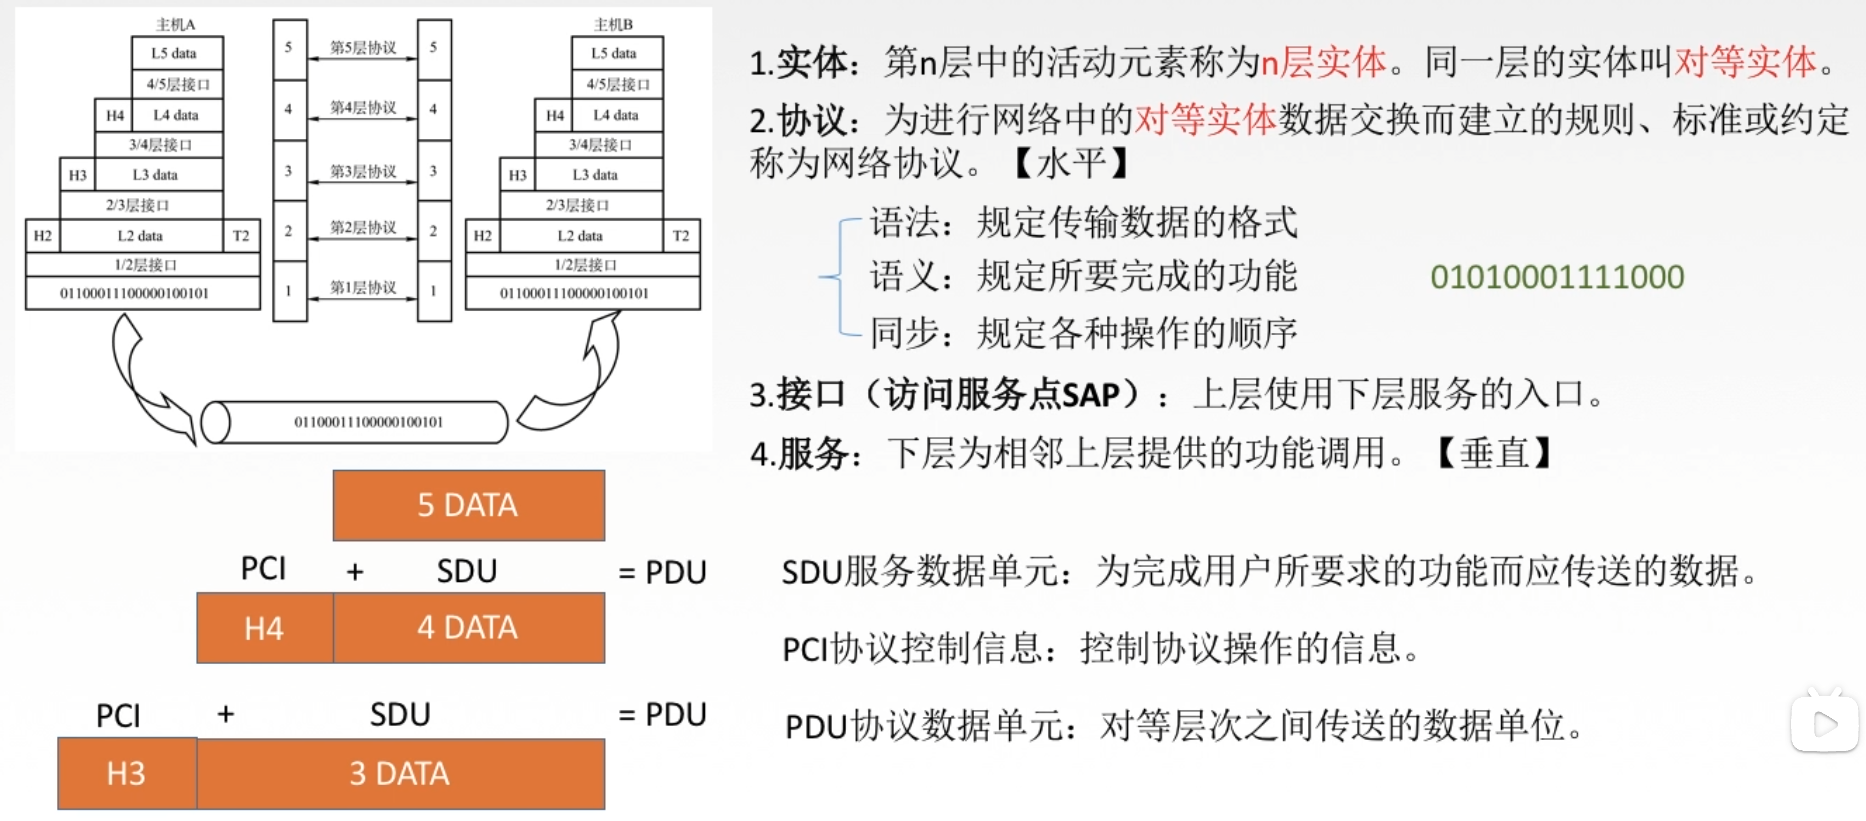 主机A
L5 data
4/5层接口
H4 L4 data
3/4层接口
H3 L3 data
2/3层接口
H2 L2 data T2
1/2层接口
01100011100000100101
5 第5层协议 5
4 第4层协议 4
3 第3层协议 3
2 第2层协议 2
1 第1层协议 1
主机B
L5 data
4/5层接口
H4 L4 data
3/4层接口
H3 L3 data
2/3层接口
H2 L2 data T2
1/2层接口
01100011100000100101
01100011100000100101
5 DATA
PCI + SDU = PDU
H4 4 DATA
PCI + SDU = PDU
H3 3 DATA
1.实体：第n层中的活动元素称为n层实体。同一层的实体叫对等实体。
2.协议：为进行网络中的对等实体数据交换而建立的规则、标准或约定
称为网络协议。【水平】
语法：规定传输数据的格式
语义：规定所要完成的功能 01010001111000
同步：规定各种操作的顺序
3.接口（访问服务点SAP）：上层使用下层服务的入口。
4.服务：下层为相邻上层提供的功能调用。【垂直】
SDU服务数据单元：为完成用户所要求的功能而应传送的数据。
PCI协议控制信息：控制协议操作的信息。
PDU协议数据单元：对等层次之间传送的数据单位。